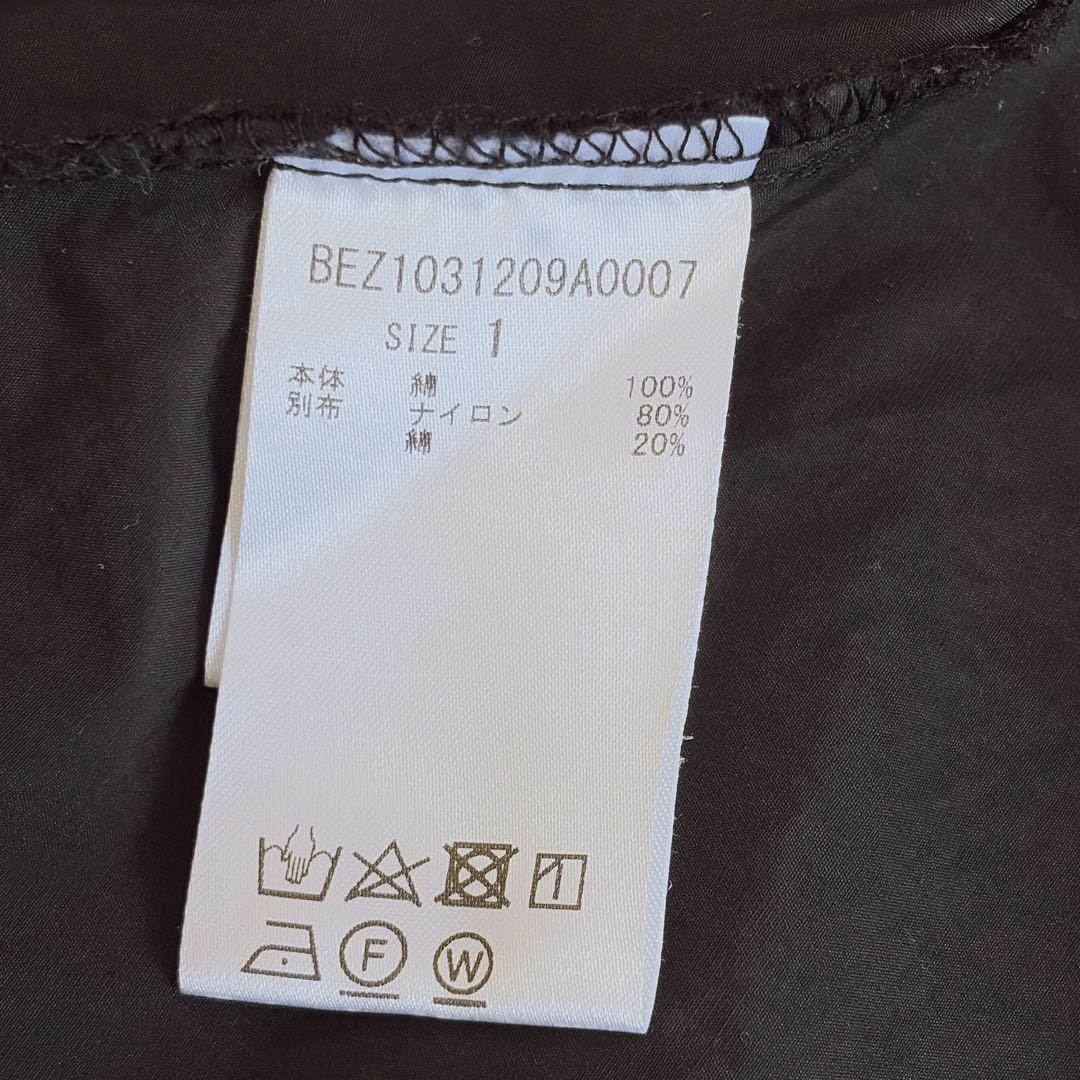 BEZ1031209A0007
SIZE 1
本体 綿 100%
別布 ナイロン 80%
綿 20%
F W